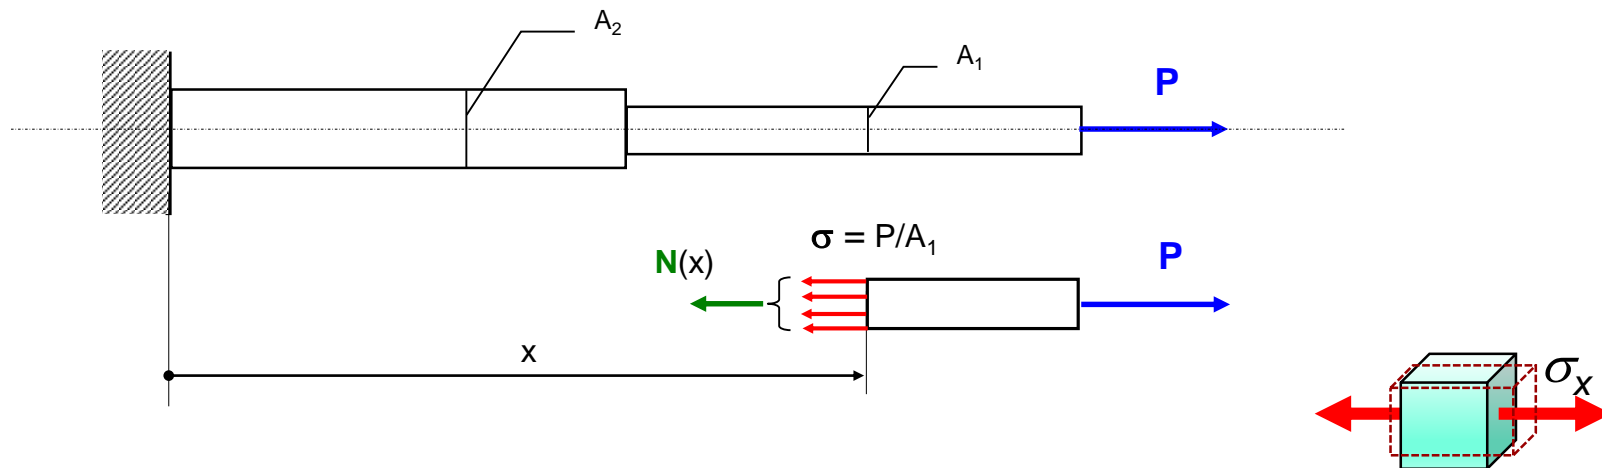 A₂
A₁
P
σ = P/A₁
N(x)
P
x
σₓ